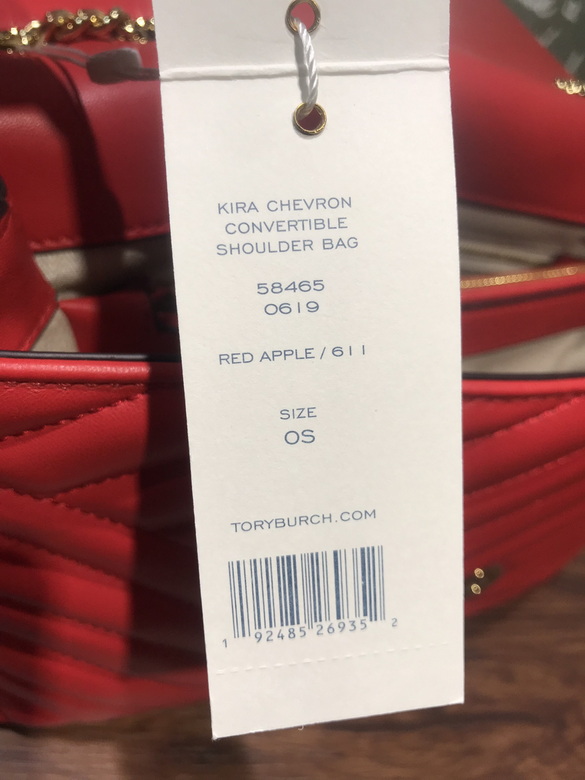 KIRA CHEVRON
CONVERTIBLE
SHOULDER BAG
58465
0619
RED APPLE / 611
SIZE
OS
TORYBURCH.COM
1 92485 26935 2